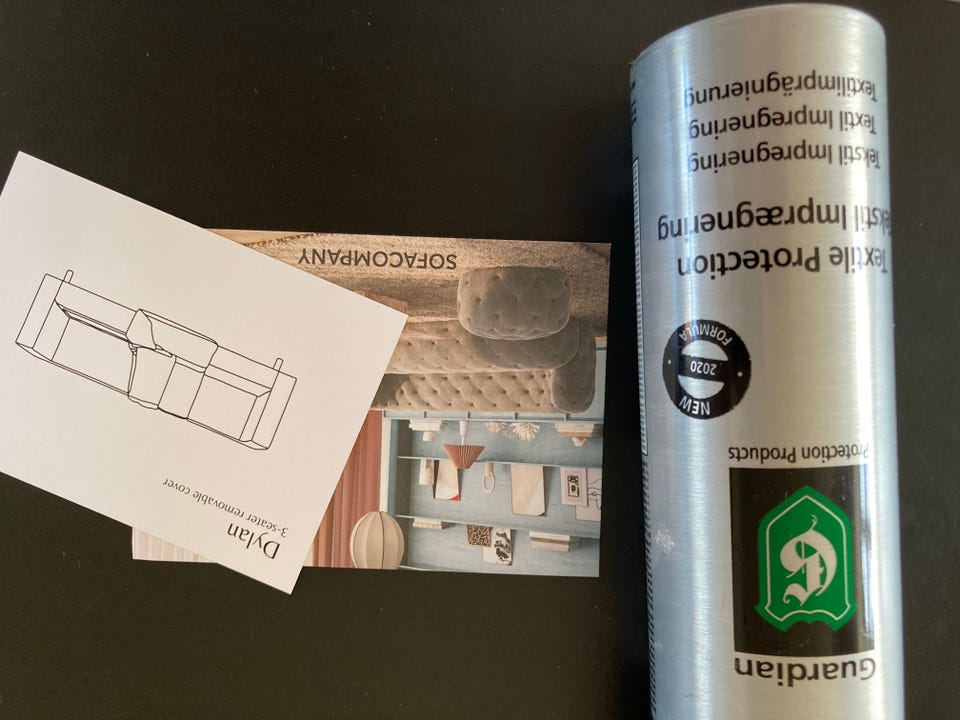 Dylan
3-seater removable cover
SOFACOMPANY
Guardian
Protection Products
NEW
2020
FORMULA
Textile Protection
Tekstil Imprægnering
Tekstil Impregnering
Textil Impregnering
Textilimprägnierung